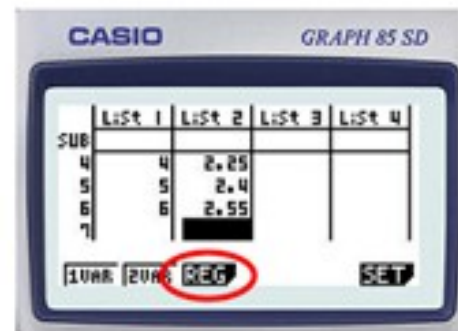 CASIO GRAPH 85 SD
List 1 List 2 List 3 List 4
SUB
4 4 2.25
5 5 2.4
6 6 2.55
7
1VAR 2VAR REG SET